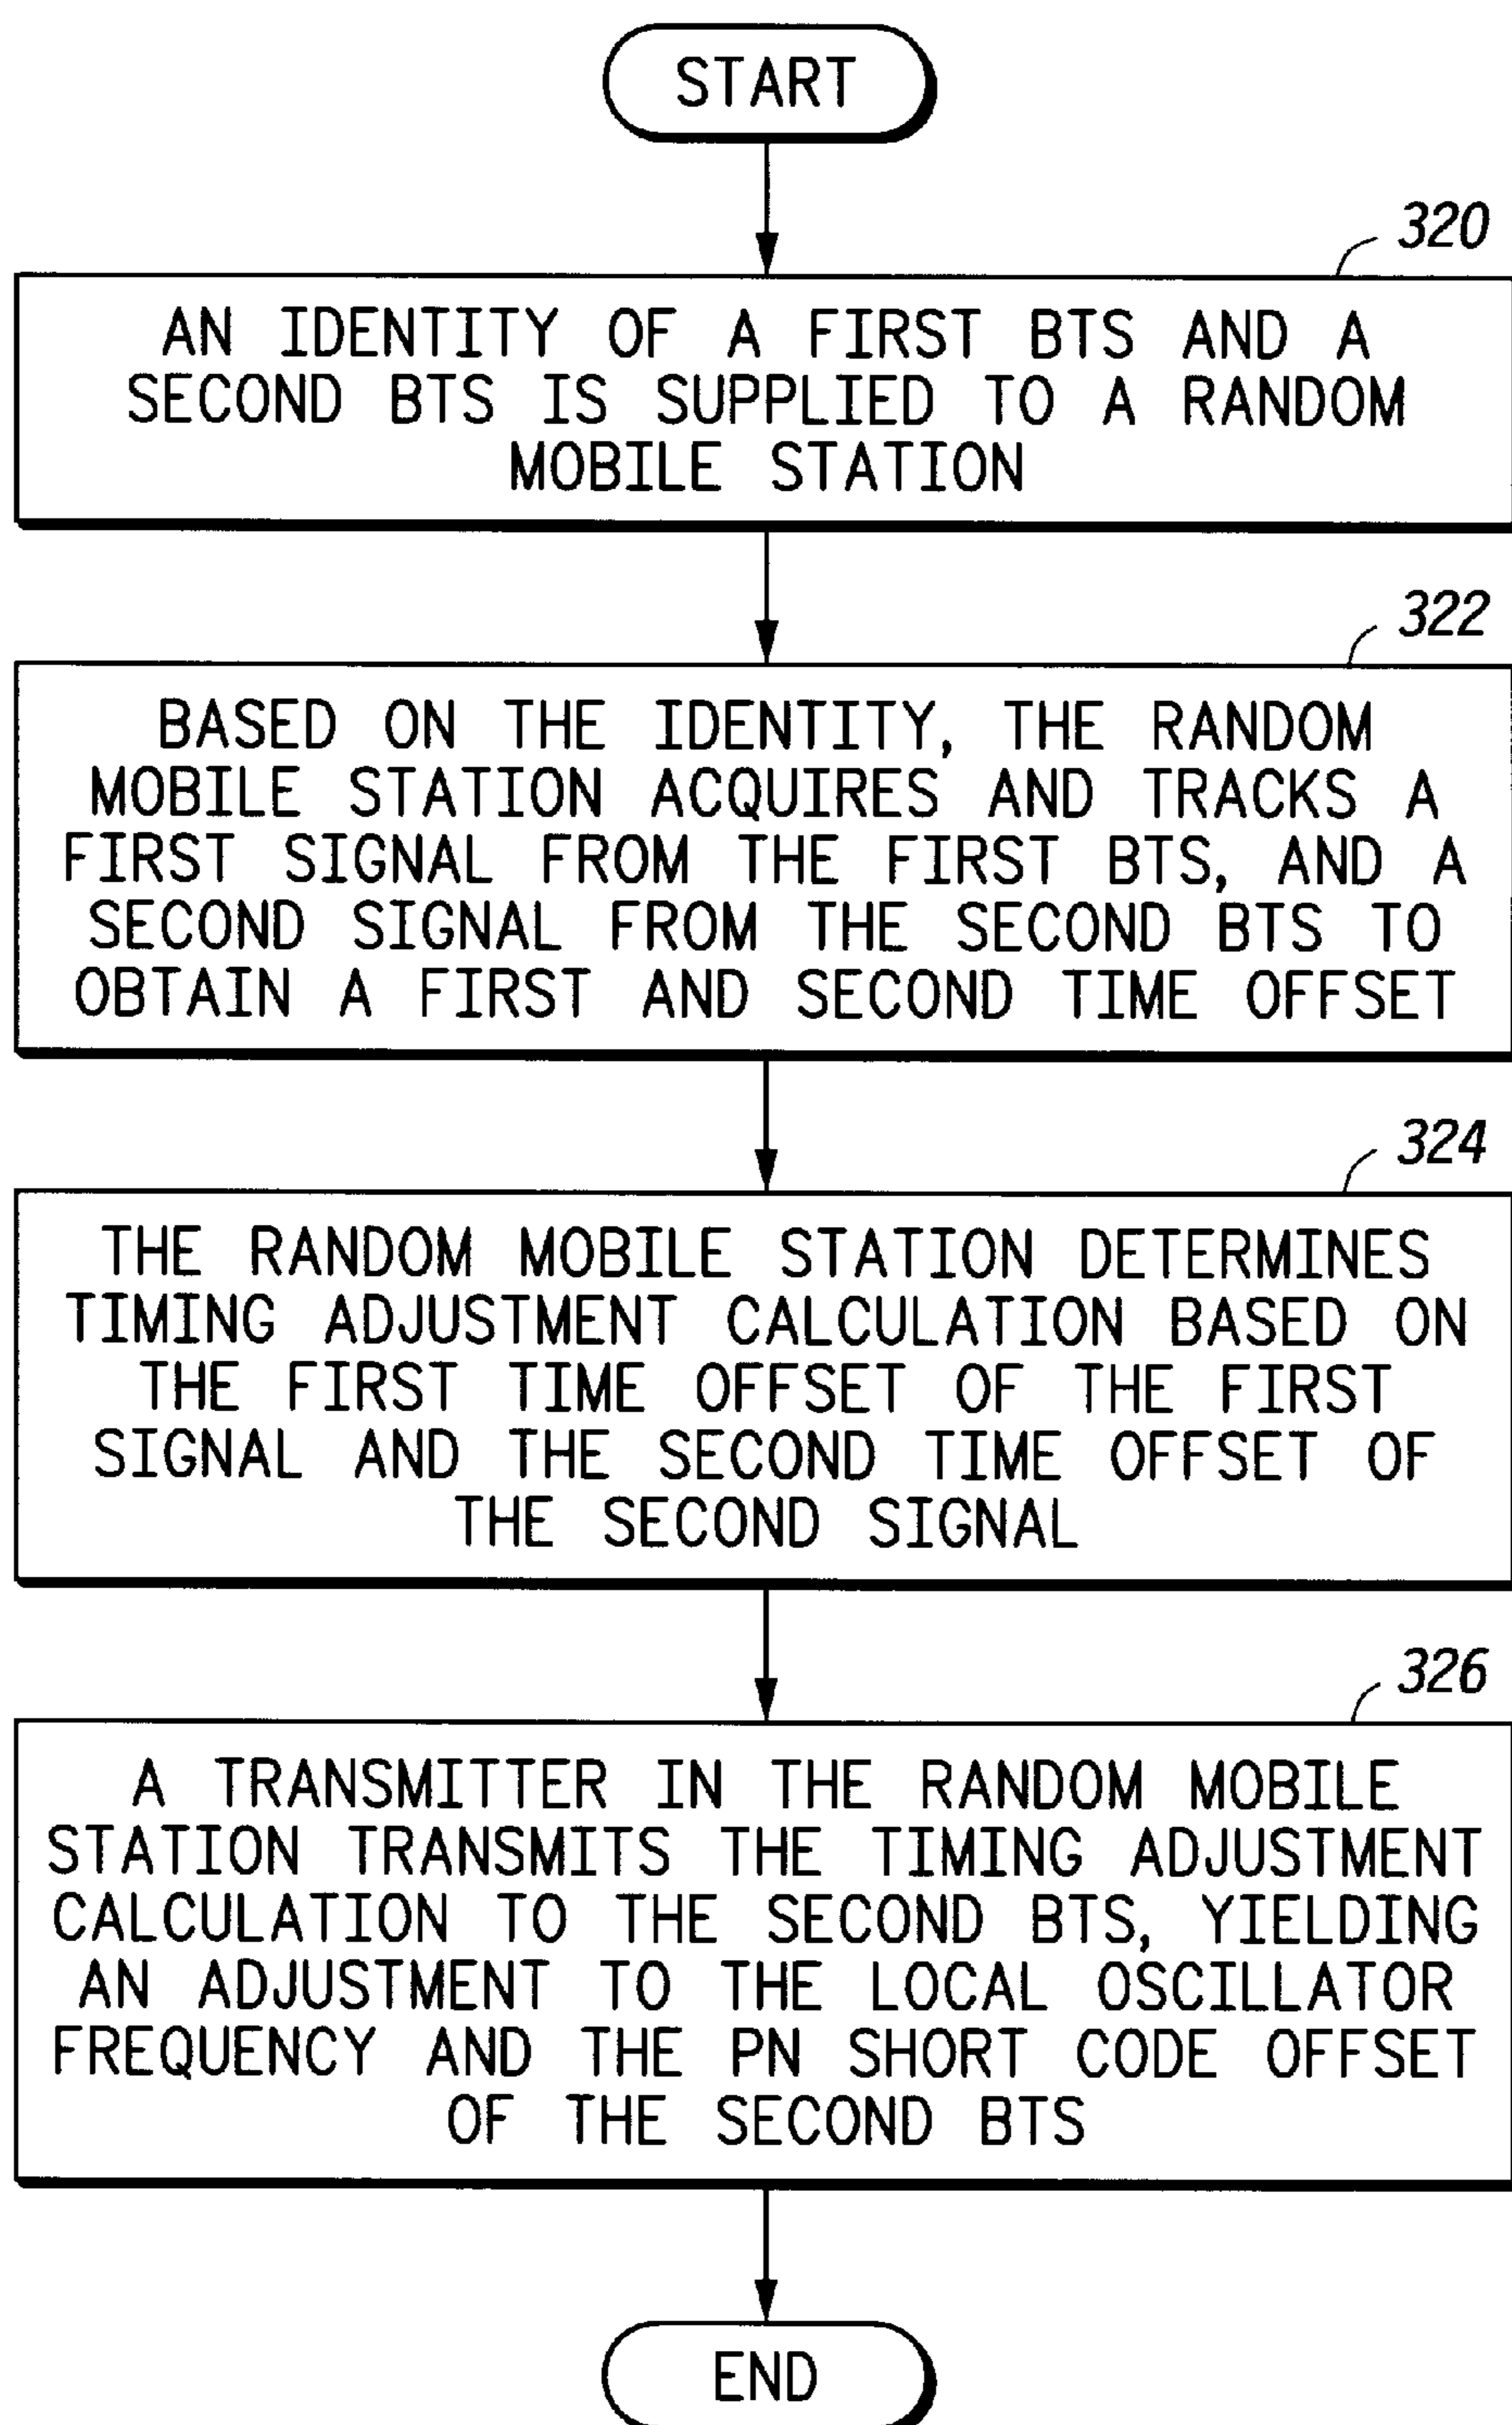 START
320
AN IDENTITY OF A FIRST BTS AND A
SECOND BTS IS SUPPLIED TO A RANDOM
MOBILE STATION
322
BASED ON THE IDENTITY, THE RANDOM
MOBILE STATION ACQUIRES AND TRACKS A
FIRST SIGNAL FROM THE FIRST BTS, AND A
SECOND SIGNAL FROM THE SECOND BTS TO
OBTAIN A FIRST AND SECOND TIME OFFSET
324
THE RANDOM MOBILE STATION DETERMINES
TIMING ADJUSTMENT CALCULATION BASED ON
THE FIRST TIME OFFSET OF THE FIRST
SIGNAL AND THE SECOND TIME OFFSET OF
THE SECOND SIGNAL
326
A TRANSMITTER IN THE RANDOM MOBILE
STATION TRANSMITS THE TIMING ADJUSTMENT
CALCULATION TO THE SECOND BTS, YIELDING
AN ADJUSTMENT TO THE LOCAL OSCILLATOR
FREQUENCY AND THE PN SHORT CODE OFFSET
OF THE SECOND BTS
END